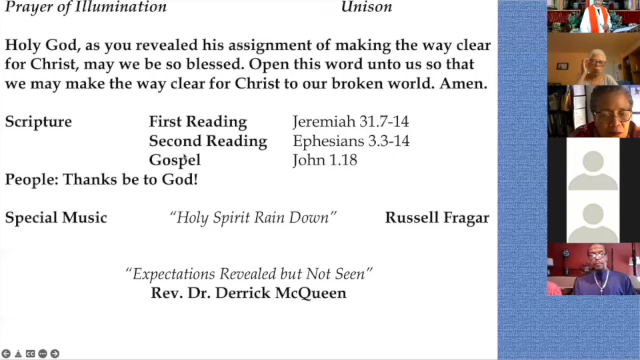 Prayer of Illumination Unison
Holy God, as you revealed his assignment of making the way clear
for Christ, may we be so blessed. Open this word unto us so that
we may make the way clear for Christ to our broken world. Amen.
Scripture First Reading Jeremiah 31.7-14
Second Reading Ephesians 3.3-14
Gospel John 1.18
People: Thanks be to God!
Special Music "Holy Spirit Rain Down" Russell Fragar
"Expectations Revealed but Not Seen"
Rev. Dr. Derrick McQueen